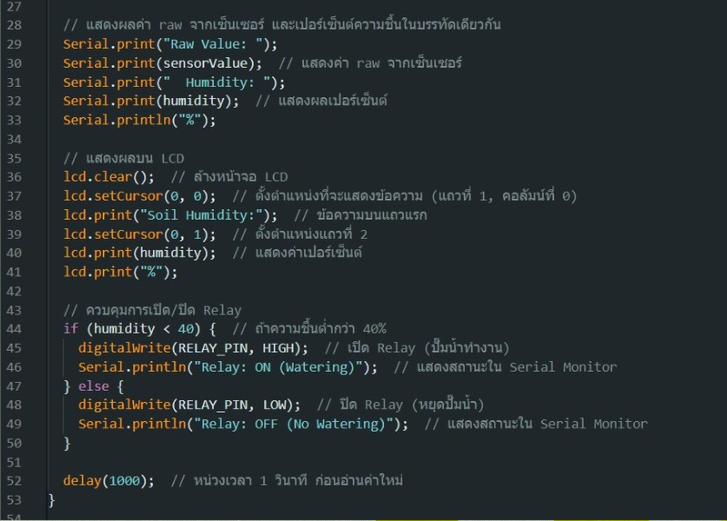 27
28 // แสดงผลค่า raw จากเซ็นเซอร์ และเปอร์เซ็นต์ความชื้นในบรรทัดเดียวกัน
29 Serial.print("Raw Value: ");
30 Serial.print(sensorValue); // แสดงค่า raw จากเซ็นเซอร์
31 Serial.print("  Humidity: ");
32 Serial.print(humidity); // แสดงผลเปอร์เซ็นต์
33 Serial.println("%");
34
35 // แสดงผลบน LCD
36 lcd.clear(); // ล้างหน้าจอ LCD
37 lcd.setCursor(0, 0); // ตั้งตำแหน่งที่จะแสดงข้อความ (แถวที่ 1, คอลัมน์ที่ 0)
38 lcd.print("Soil Humidity:"); // ข้อความบนแถวแรก
39 lcd.setCursor(0, 1); // ตั้งตำแหน่งแถวที่ 2
40 lcd.print(humidity); // แสดงค่าเปอร์เซ็นต์
41 lcd.print("%");
42
43 // ควบคุมการเปิด/ปิด Relay
44 if (humidity < 40) { // ถ้าความชื้นต่ำกว่า 40%
45 digitalWrite(RELAY_PIN, HIGH); // เปิด Relay (ปั๊มน้ำทำงาน)
46 Serial.println("Relay: ON (Watering)"); // แสดงสถานะใน Serial Monitor
47 } else {
48 digitalWrite(RELAY_PIN, LOW); // ปิด Relay (หยุดปั๊มน้ำ)
49 Serial.println("Relay: OFF (No Watering)"); // แสดงสถานะใน Serial Monitor
50 }
51
52 delay(1000); // หน่วงเวลา 1 วินาที ก่อนอ่านค่าใหม่
53 }
54